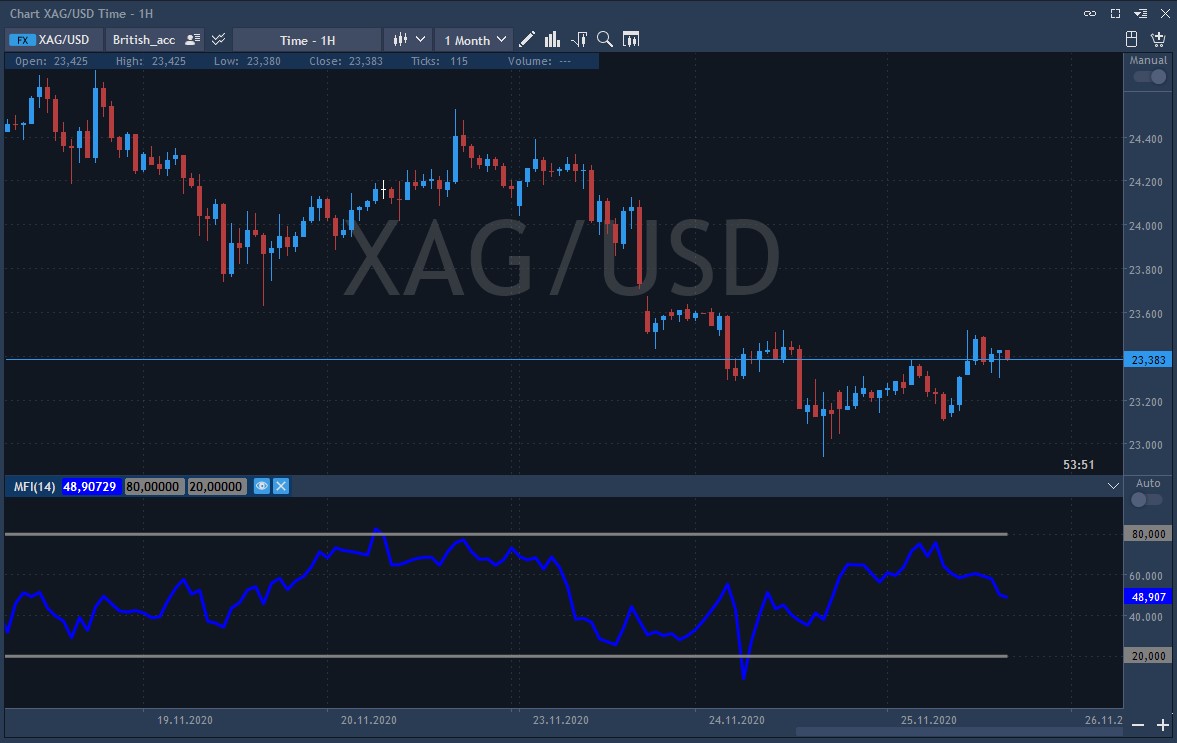 Chart XAG/USD Time - 1H
FX XAG/USD British_acc Time - 1H 1 Month
Open: 23,425 High: 23,425 Low: 23,380 Close: 23,383 Ticks: 115 Volume: ---
Manual
24.400
24.200
24.000
XAG/USD
23.800
23.600
23,383
23.200
23.000
53:51
MFI(14) 48,90729 80,00000 20,00000
Auto
80,000
60.000
48,907
40.000
20,000
19.11.2020 20.11.2020 23.11.2020 24.11.2020 25.11.2020 26.11.2